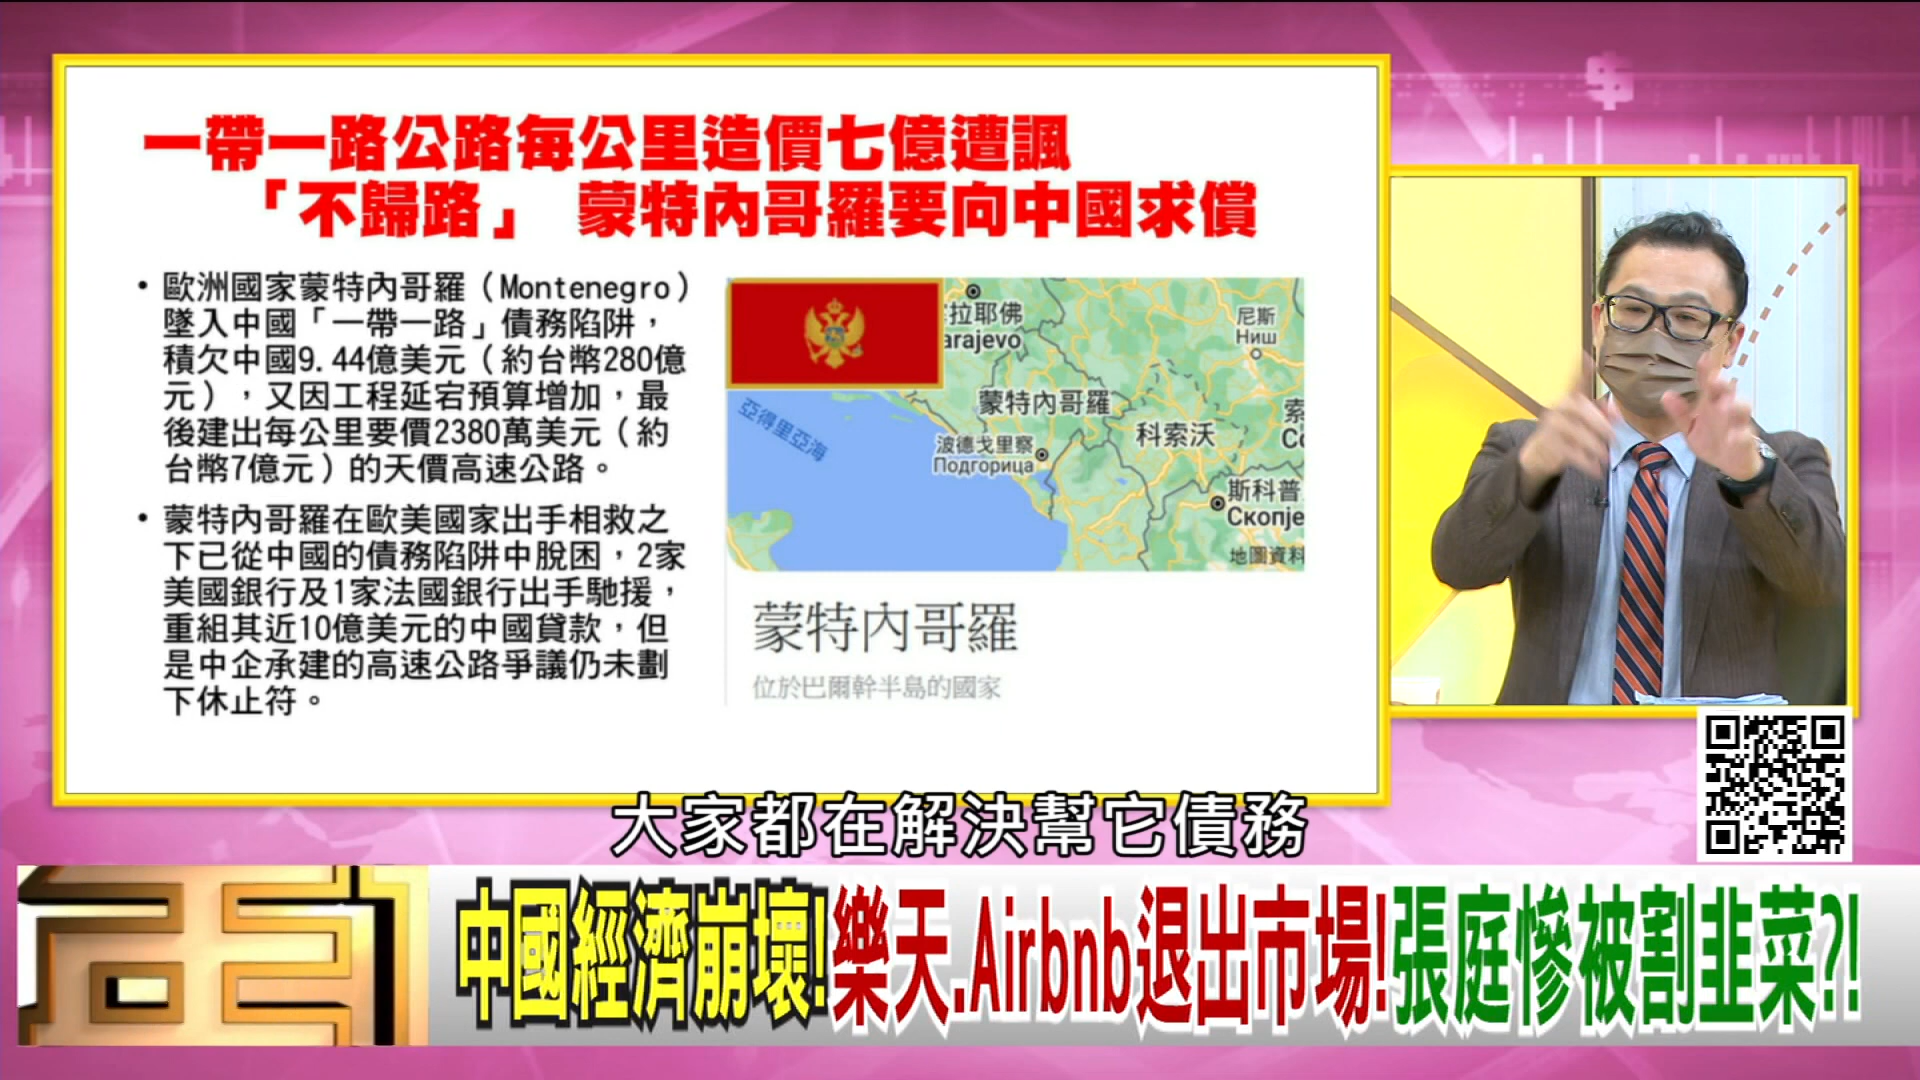 一帶一路公路每公里造價七億遭諷
「不歸路」 蒙特內哥羅要向中國求償
• 歐洲國家蒙特內哥羅（Montenegro）
墜入中國「一帶一路」債務陷阱，
積欠中國9.44億美元（約台幣280億
元），又因工程延宕預算增加，最
後建出每公里要價2380萬美元（約
台幣7億元）的天價高速公路。
• 蒙特內哥羅在歐美國家出手相救之
下已從中國的債務陷阱中脫困，2家
美國銀行及1家法國銀行出手馳援，
重組其近10億美元的中國貸款，但
是中企承建的高速公路爭議仍未劃
下休止符。
拉耶佛
arajevo
尼斯
Ниш
蒙特內哥羅
亞得里亞海
科索沃
索
波德戈里察
Подгорица
斯科普
Скопје
地圖資料
蒙特內哥羅
位於巴爾幹半島的國家
大家都在解決幫它債務
中國經濟崩壞!樂天.Airbnb退出市場!張庭慘被割韭菜?!